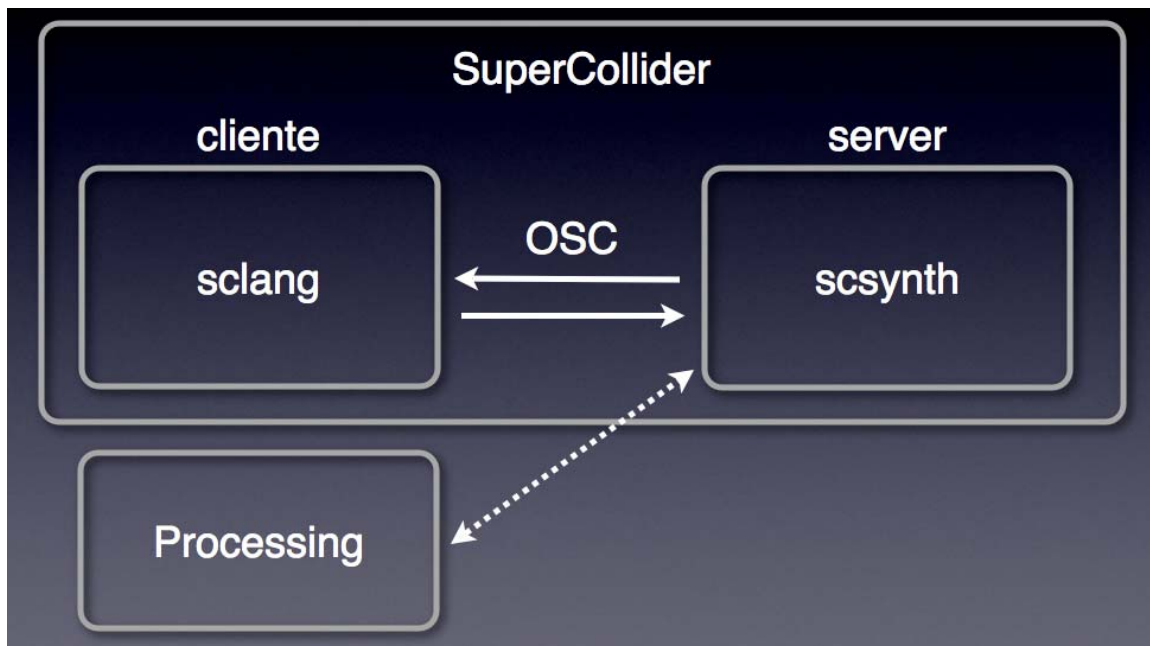 SuperCollider
cliente
server
OSC
sclang
scsynth
Processing